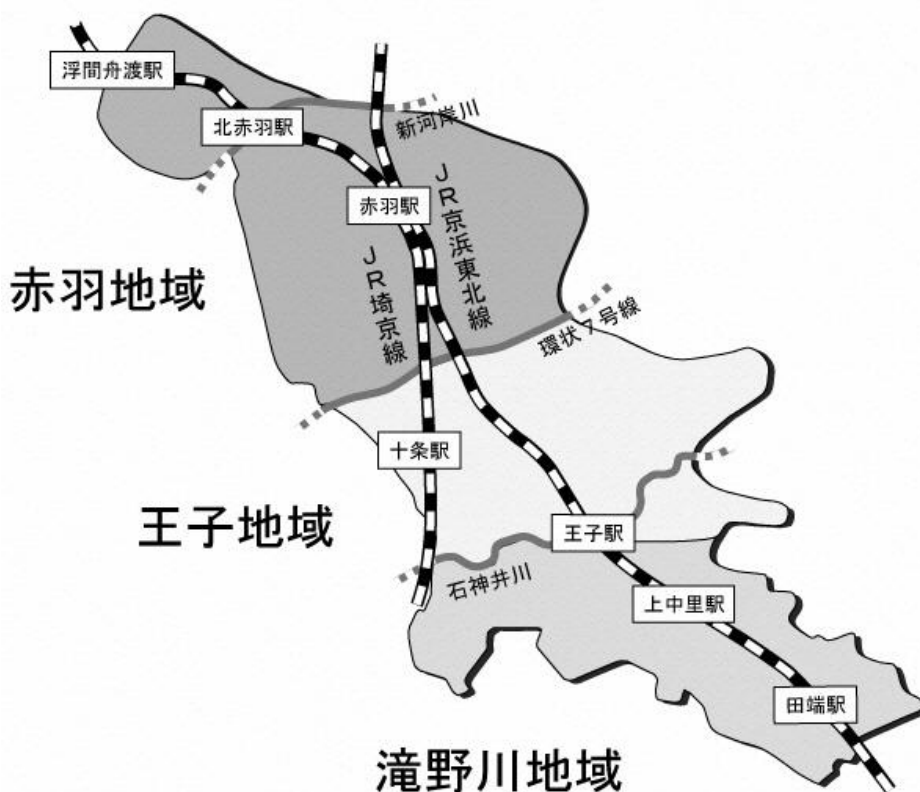 浮間舟渡駅
北赤羽駅
新河岸川
赤羽駅
JR京浜東北線
JR埼京線
赤羽地域
環状7号線
十条駅
王子地域
王子駅
石神井川
上中里駅
田端駅
滝野川地域